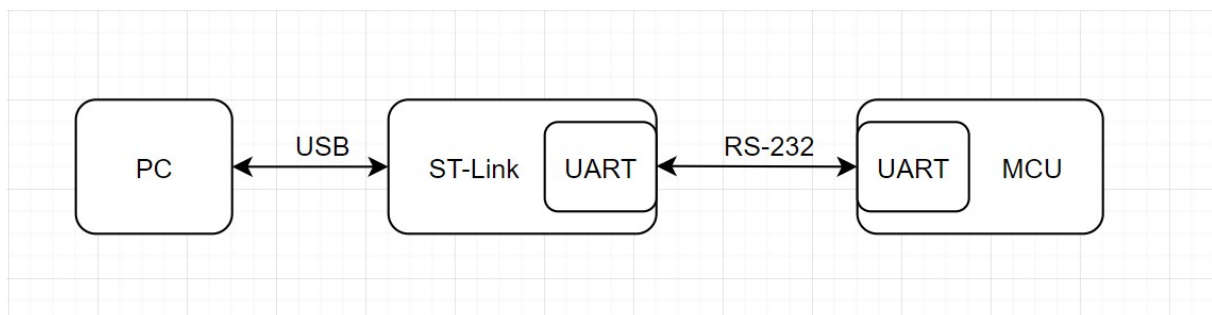 PC
USB
ST-Link
UART
RS-232
UART
MCU